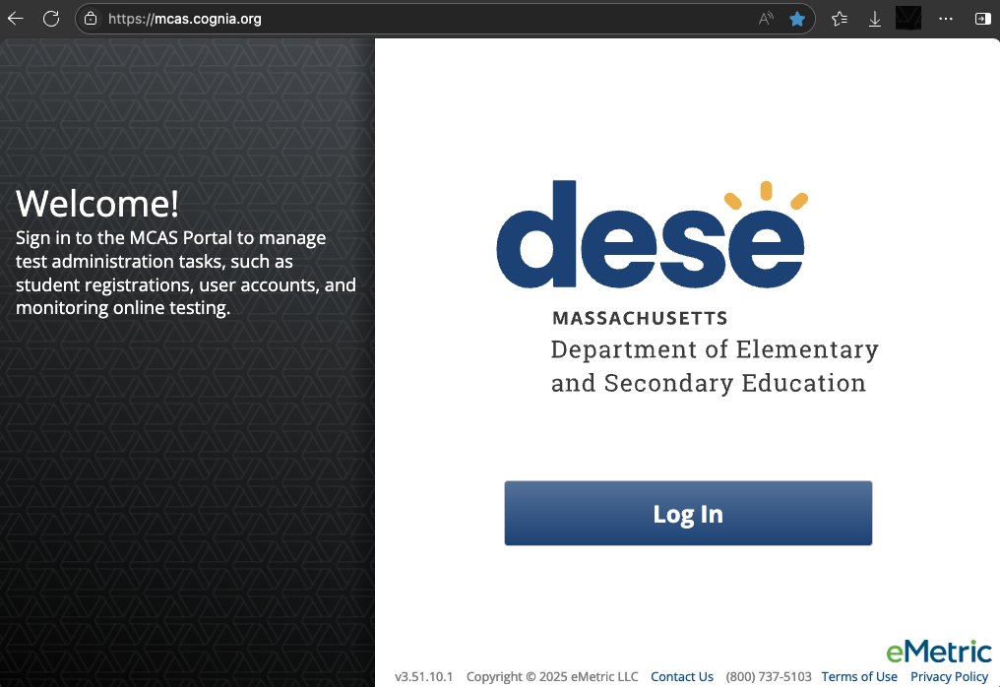 https://mcas.cognia.org
Welcome!
Sign in to the MCAS Portal to manage
test administration tasks, such as
student registrations, user accounts, and
monitoring online testing.
dese
MASSACHUSETTS
Department of Elementary
and Secondary Education
Log In
eMetric
v3.51.10.1 Copyright © 2025 eMetric LLC Contact Us (800) 737-5103 Terms of Use Privacy Policy